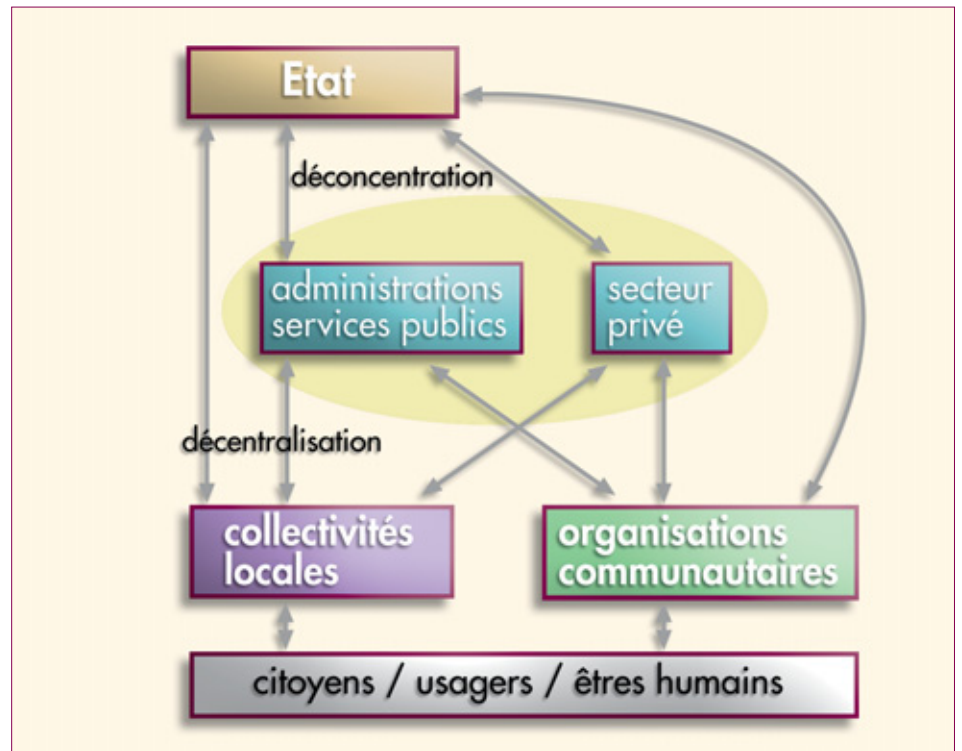 Etat
déconcentration
administrations
services publics
secteur
privé
décentralisation
collectivités
locales
organisations
communautaires
citoyens / usagers / êtres humains